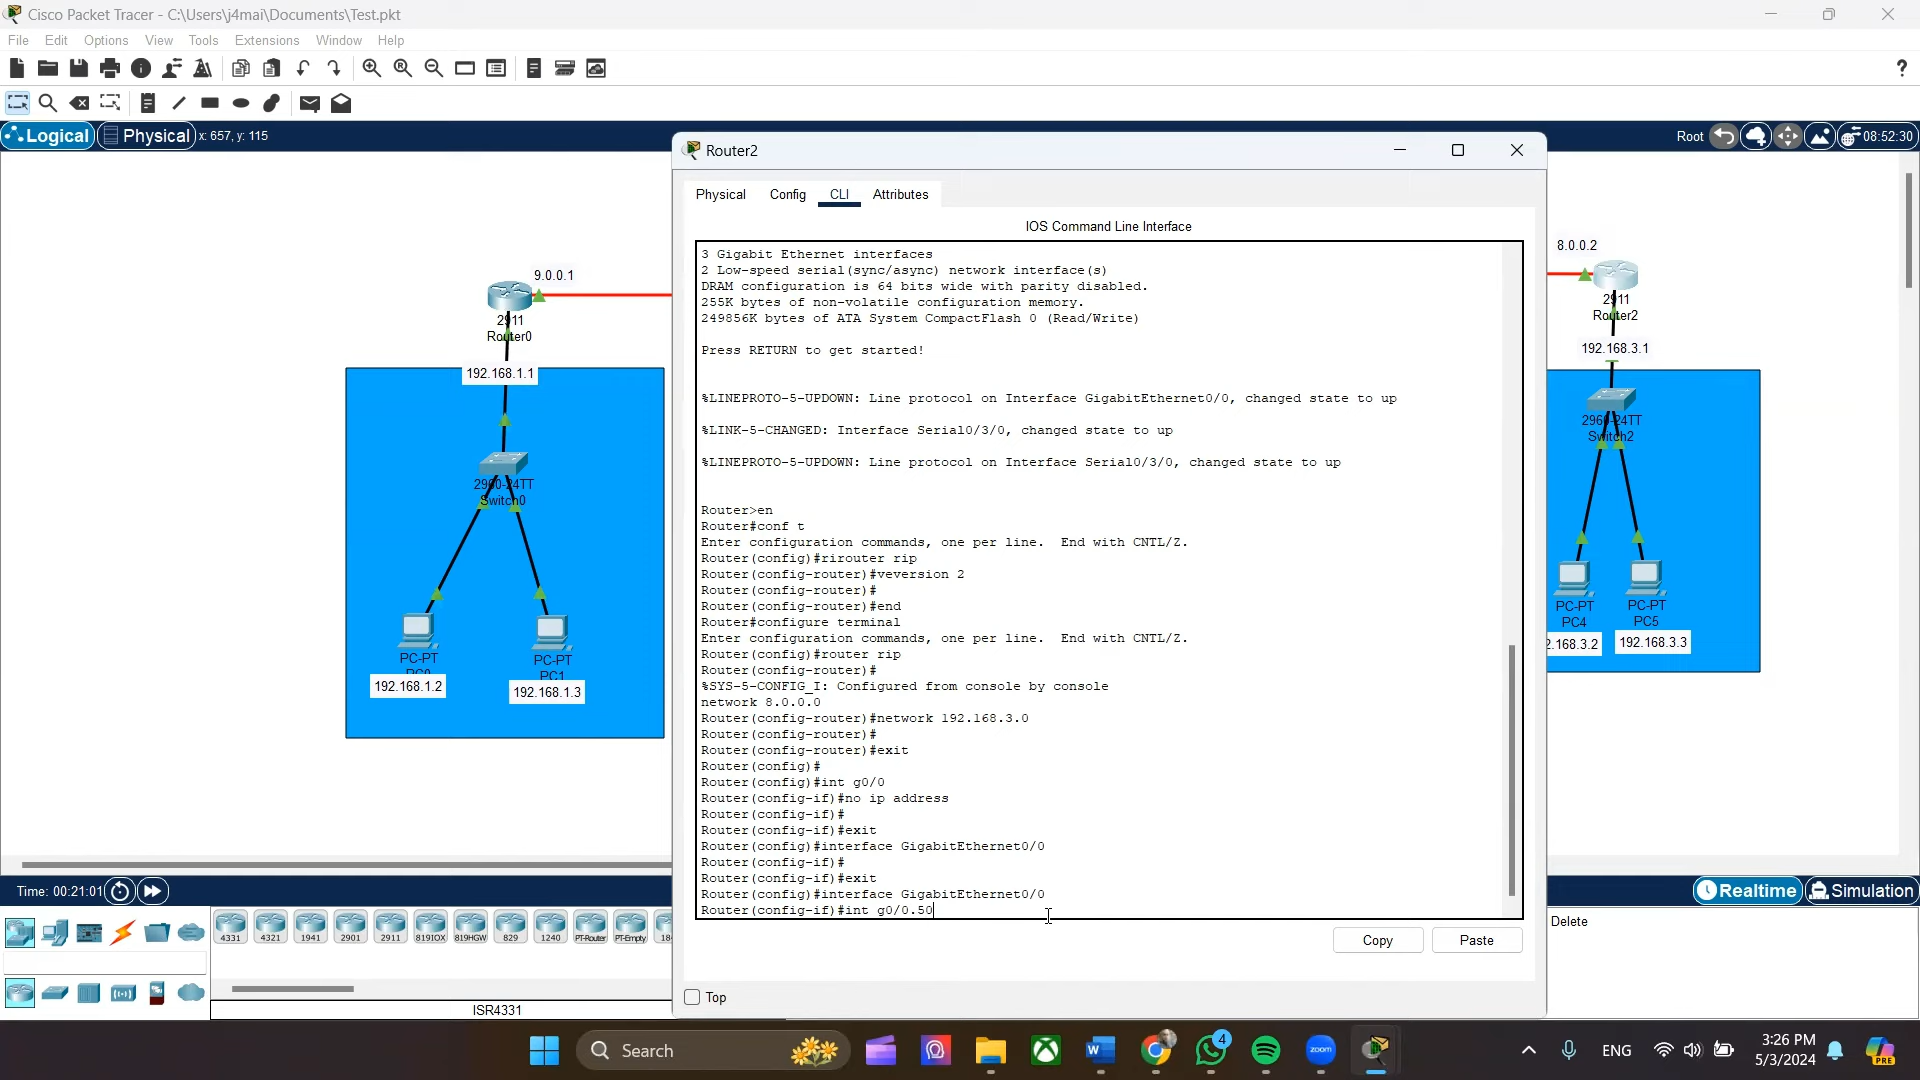 Cisco Packet Tracer - C:\Users\j4mai\Documents\Test.pkt
File Edit Options View Tools Extensions Window Help
Logical Physical x: 657, y: 115
Root 08:52:30
Router2
Physical Config CLI Attributes
IOS Command Line Interface
3 Gigabit Ethernet interfaces
2 Low-speed serial(sync/async) network interface(s)
DRAM configuration is 64 bits wide with parity disabled.
255K bytes of non-volatile configuration memory.
249856K bytes of ATA System CompactFlash 0 (Read/Write)
Press RETURN to get started!
%LINEPROTO-5-UPDOWN: Line protocol on Interface GigabitEthernet0/0, changed state to up
%LINK-5-CHANGED: Interface Serial0/3/0, changed state to up
%LINEPROTO-5-UPDOWN: Line protocol on Interface Serial0/3/0, changed state to up
Router>en
Router#conf t
Enter configuration commands, one per line.  End with CNTL/Z.
Router(config)#rirouter rip
Router(config-router)#veversion 2
Router(config-router)#
Router(config-router)#end
Router#configure terminal
Enter configuration commands, one per line.  End with CNTL/Z.
Router(config)#router rip
Router(config-router)#
%SYS-5-CONFIG_I: Configured from console by console
network 8.0.0.0
Router(config-router)#network 192.168.3.0
Router(config-router)#
Router(config-router)#exit
Router(config)#
Router(config)#int g0/0
Router(config-if)#no ip address
Router(config-if)#
Router(config-if)#exit
Router(config)#interface GigabitEthernet0/0
Router(config-if)#
Router(config-if)#exit
Router(config)#interface GigabitEthernet0/0
Router(config-if)#int g0/0.50
Copy Paste
Top
9.0.0.1
2911
Router0
192.168.1.1
2960-24TT
Switch0
PC-PT
PC0
192.168.1.2
PC-PT
PC1
192.168.1.3
8.0.0.2
2911
Router2
192.168.3.1
2960-24TT
Switch2
PC-PT
PC4
.168.3.2
PC-PT
PC5
192.168.3.3
Time: 00:21:01
Realtime Simulation
4331 4321 1941 2901 2911 819IOX 819HGW 829 1240 PT-Router PT-Empty 18
ISR4331
Delete
Search
zoom
4
ENG
3:26 PM
5/3/2024
PRE